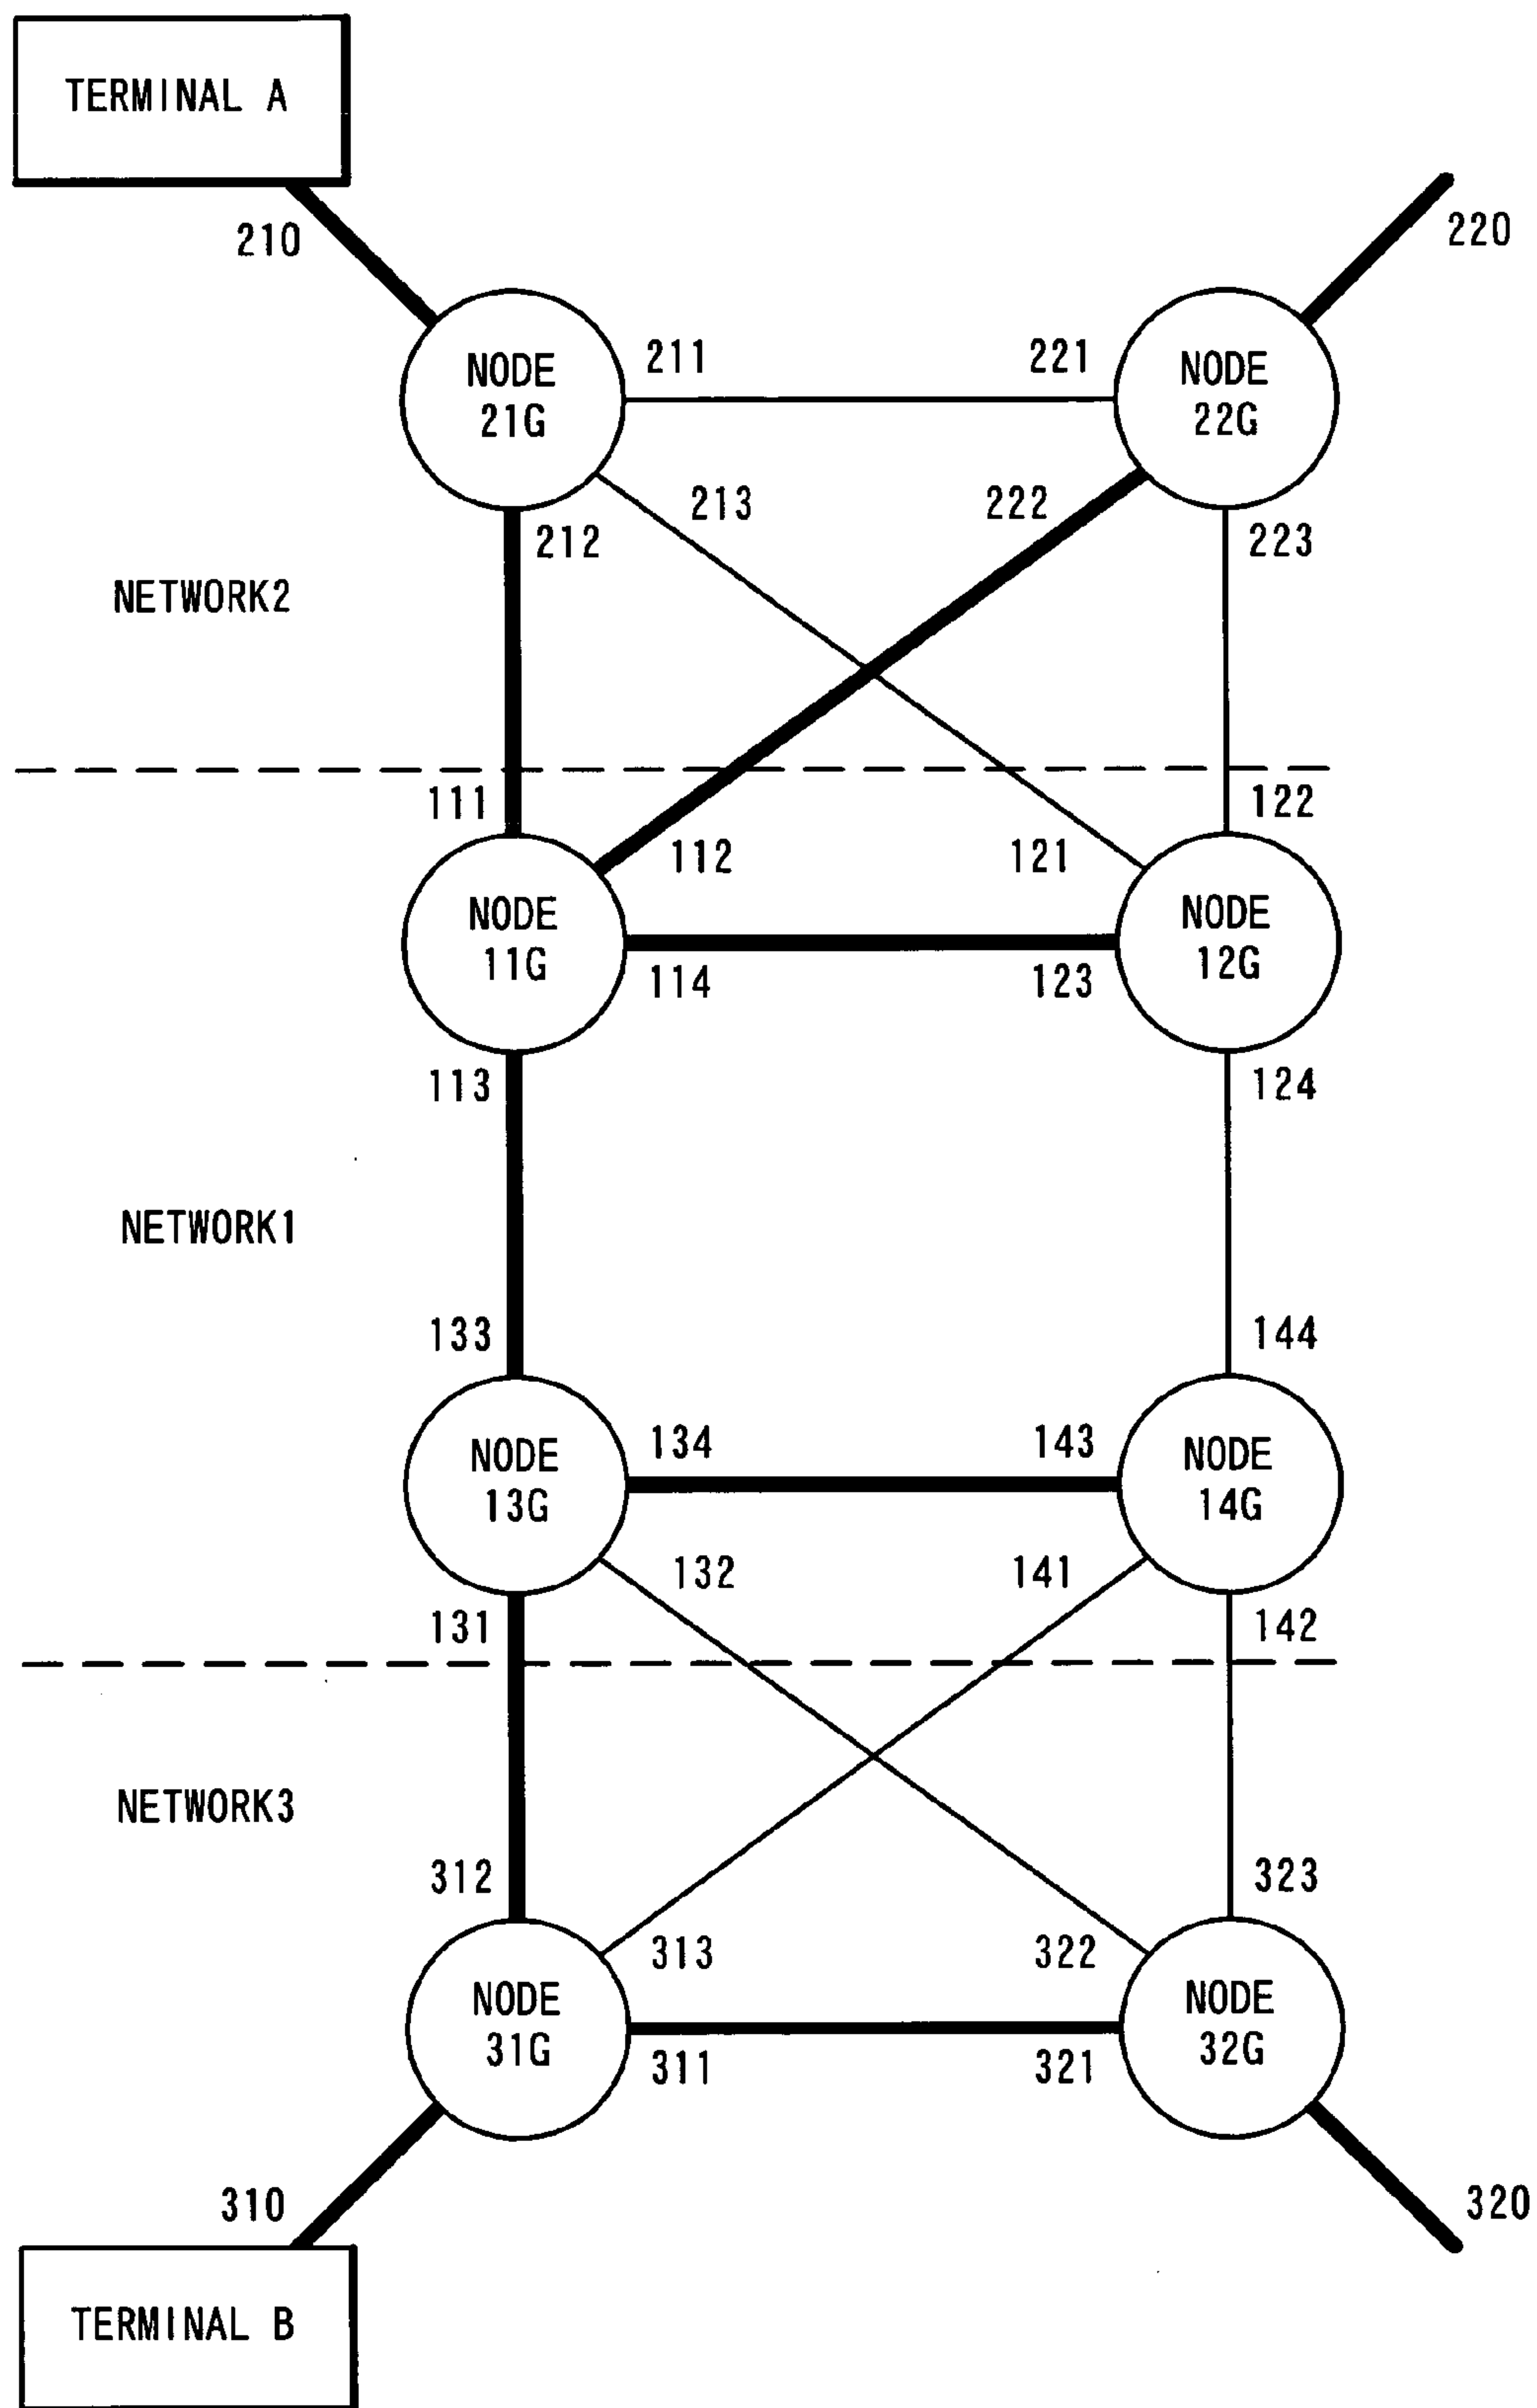 TERMINAL A
210
220
NODE
21G
211
221
NODE
22G
212
213
222
223
NETWORK2
111
112
121
122
NODE
11G
114
123
NODE
12G
113
124
NETWORK1
133
144
NODE
13G
134
143
NODE
14G
131
132
141
142
NETWORK3
312
313
322
323
NODE
31G
311
321
NODE
32G
310
320
TERMINAL B